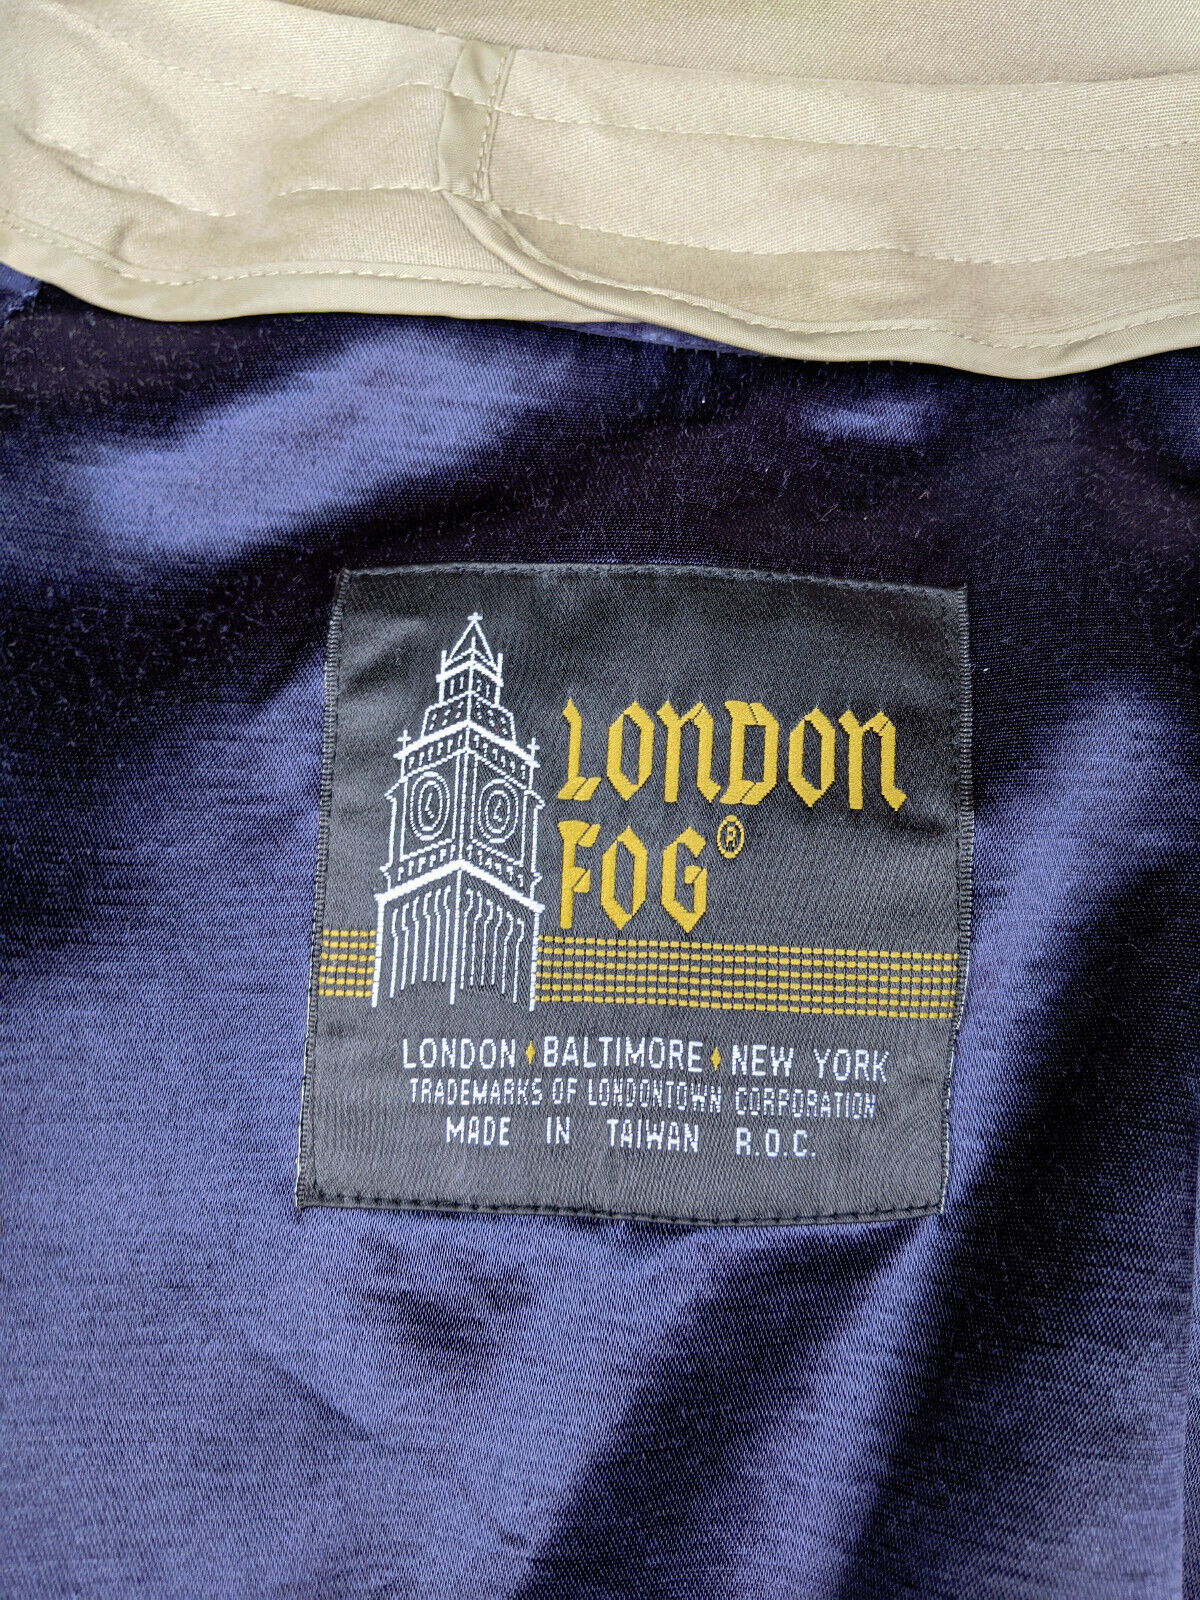 LONDON
FOG®
LONDON ♦ BALTIMORE ♦ NEW YORK
TRADEMARKS OF LONDONTOWN CORPORATION
MADE IN TAIWAN R.O.C.